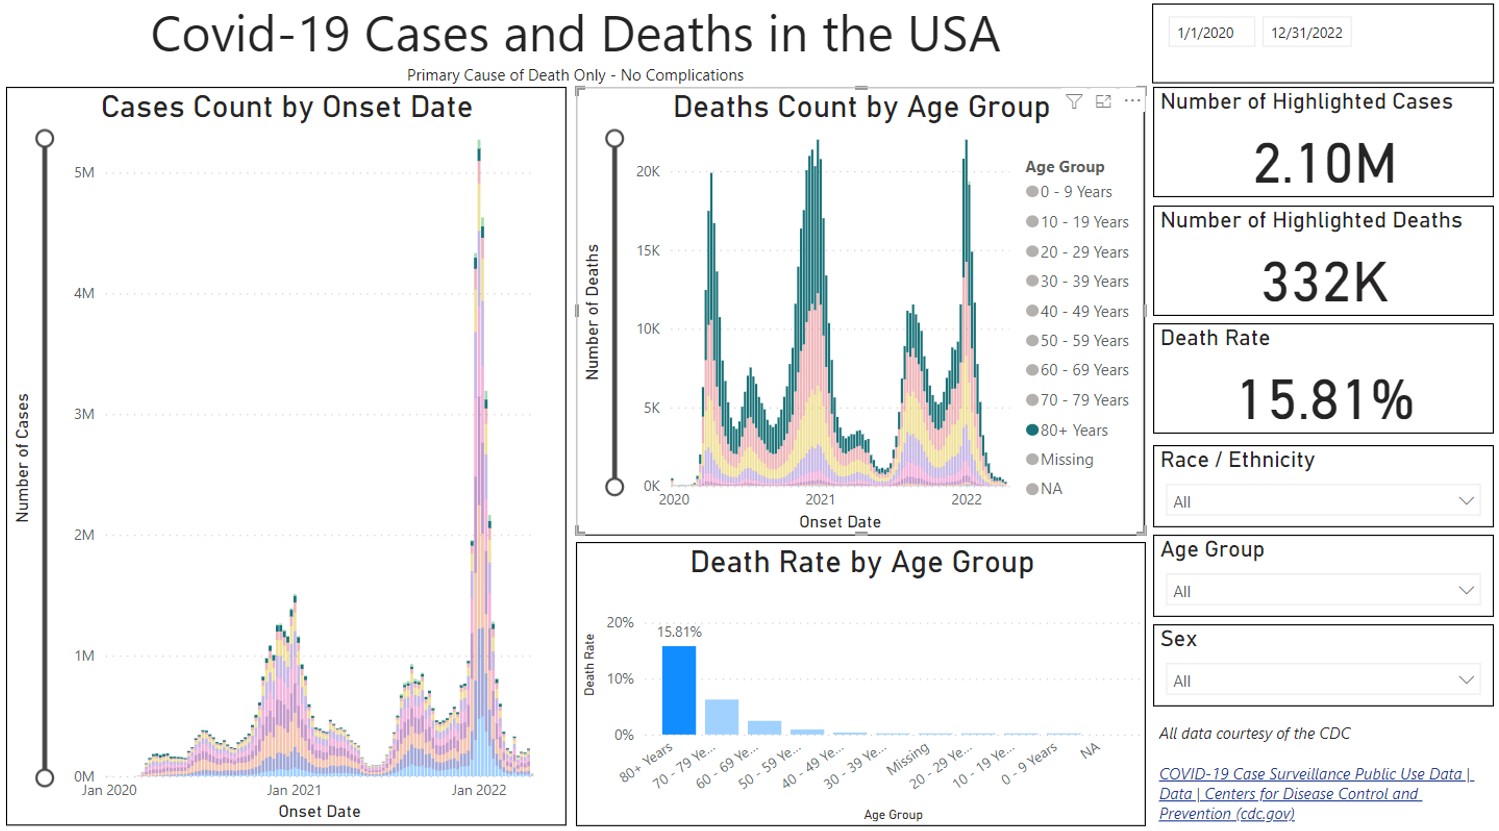 Covid-19 Cases and Deaths in the USA
Primary Cause of Death Only - No Complications
1/1/2020
12/31/2022
Cases Count by Onset Date
Number of Cases
5M
4M
3M
2M
1M
0M
Jan 2020
Jan 2021
Jan 2022
Onset Date
Deaths Count by Age Group
Number of Deaths
20K
15K
10K
5K
0K
2020
2021
2022
Onset Date
Age Group
0 - 9 Years
10 - 19 Years
20 - 29 Years
30 - 39 Years
40 - 49 Years
50 - 59 Years
60 - 69 Years
70 - 79 Years
80+ Years
Missing
NA
Death Rate by Age Group
Death Rate
20%
10%
0%
15.81%
80+ Years
70 - 79 Ye...
60 - 69 Ye...
50 - 59 Ye...
40 - 49 Ye...
30 - 39 Ye...
Missing
20 - 29 Ye...
10 - 19 Ye...
0 - 9 Years
NA
Age Group
Number of Highlighted Cases
2.10M
Number of Highlighted Deaths
332K
Death Rate
15.81%
Race / Ethnicity
All
Age Group
All
Sex
All
All data courtesy of the CDC
COVID-19 Case Surveillance Public Use Data |
Data | Centers for Disease Control and
Prevention (cdc.gov)